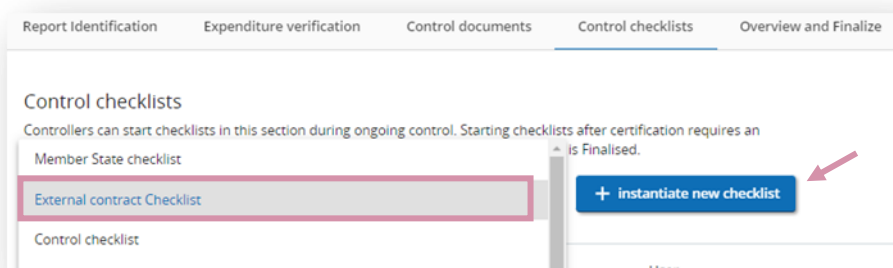 Report Identification Expenditure verification Control documents Control checklists Overview and Finalize
Control checklists
Controllers can start checklists in this section during ongoing control. Starting checklists after certification requires an
is Finalised.
Member State checklist
External contract Checklist
+ instantiate new checklist
Control checklist